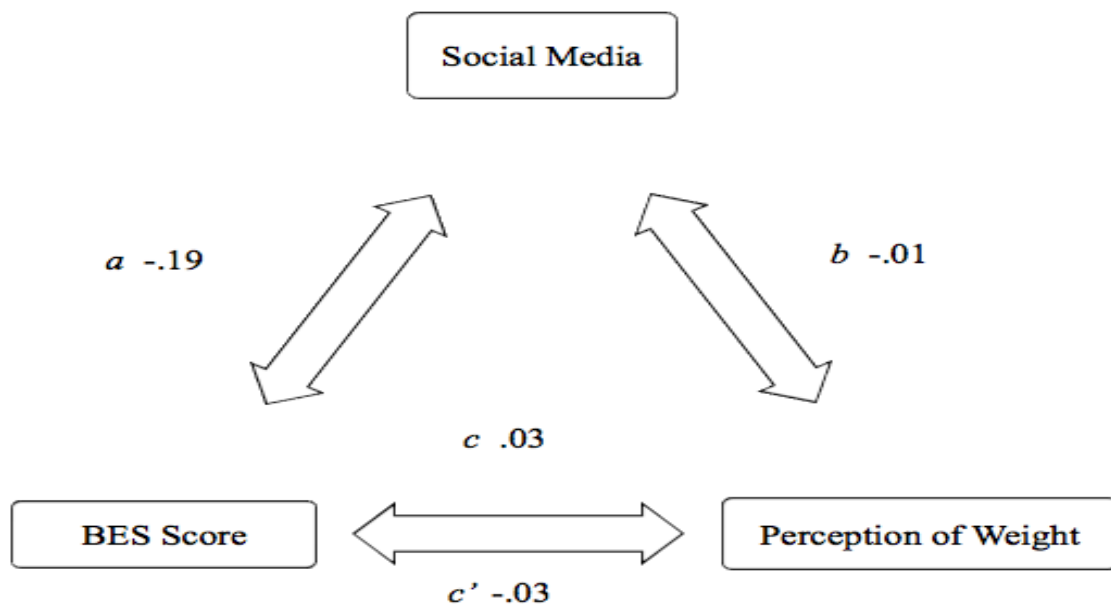 Social Media
a -.19
b -.01
c .03
BES Score
Perception of Weight
c’ -.03